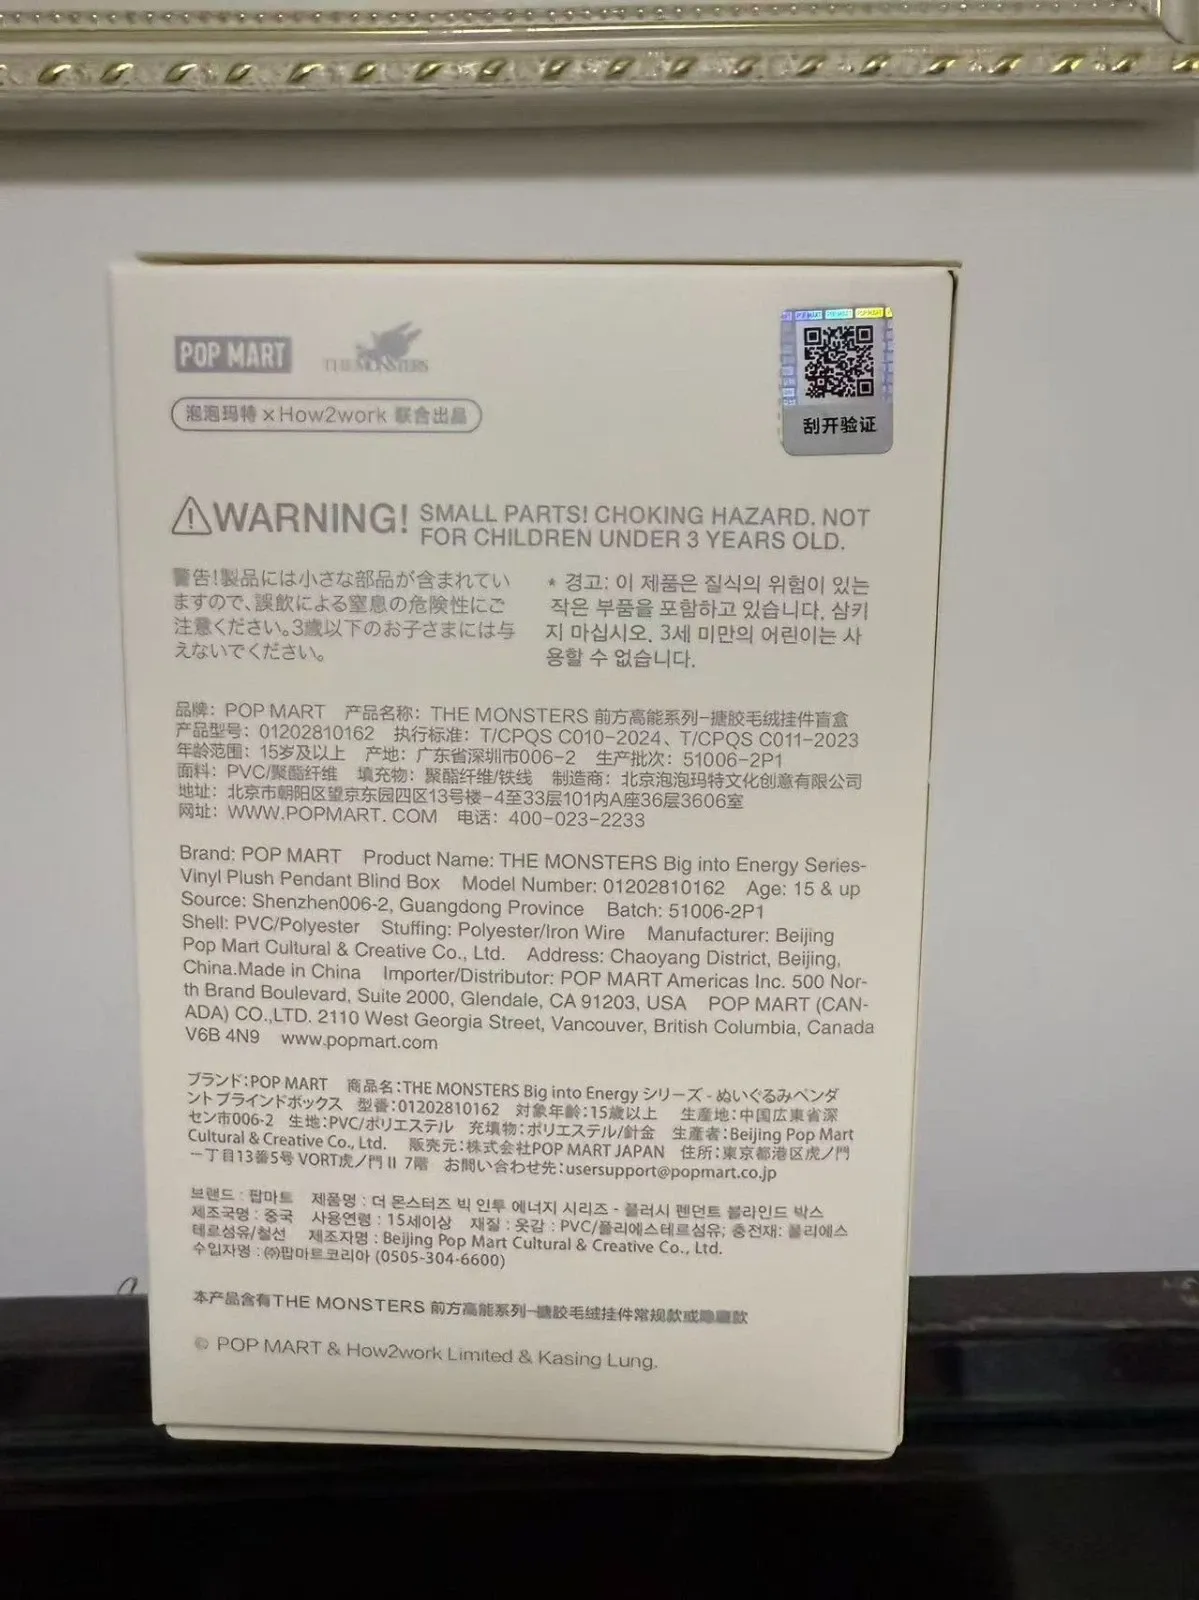 POP MART THE MONSTERS
泡泡玛特×How2work 联合出品
刮开验证
WARNING! SMALL PARTS! CHOKING HAZARD. NOT
FOR CHILDREN UNDER 3 YEARS OLD.
警告!製品には小さな部品が含まれてい
ますので、誤飲による窒息の危険性にご
注意ください。3歳以下のお子さまには与
えないでください。
* 경고: 이 제품은 질식의 위험이 있는
작은 부품을 포함하고 있습니다. 삼키
지 마십시오. 3세 미만의 어린이는 사
용할 수 없습니다.
品牌: POP MART 产品名称: THE MONSTERS 前方高能系列-搪胶毛绒挂件盲盒
产品型号: 01202810162 执行标准: T/CPQS C010-2024、T/CPQS C011-2023
年龄范围: 15岁及以上 产地: 广东省深圳市006-2 生产批次: 51006-2P1
面料: PVC/聚酯纤维 填充物: 聚酯纤维/铁线 制造商: 北京泡泡玛特文化创意有限公司
地址: 北京市朝阳区望京东园四区13号楼-4至33层101内A座36层3606室
网址: WWW.POPMART. COM 电话: 400-023-2233
Brand: POP MART Product Name: THE MONSTERS Big into Energy Series-
Vinyl Plush Pendant Blind Box Model Number: 01202810162 Age: 15 & up
Source: Shenzhen006-2, Guangdong Province Batch: 51006-2P1
Shell: PVC/Polyester Stuffing: Polyester/Iron Wire Manufacturer: Beijing
Pop Mart Cultural & Creative Co., Ltd. Address: Chaoyang District, Beijing,
China.Made in China Importer/Distributor: POP MART Americas Inc. 500 Nor-
th Brand Boulevard, Suite 2000, Glendale, CA 91203, USA POP MART (CAN-
ADA) CO.,LTD. 2110 West Georgia Street, Vancouver, British Columbia, Canada
V6B 4N9 www.popmart.com
ブランド:POP MART 商品名:THE MONSTERS Big into Energy シリーズ - ぬいぐるみペンダ
ント ブラインドボックス 型番:01202810162 対象年齢:15歳以上 生産地:中国広東省深
セン市006-2 生地:PVC/ポリエステル 充填物:ポリエステル/針金 生産者:Beijing Pop Mart
Cultural & Creative Co., Ltd. 販売元:株式会社POP MART JAPAN 住所:東京都港区虎ノ門
一丁目13番5号 VORT虎ノ門 II 7階 お問い合わせ先:usersupport@popmart.co.jp
브랜드 : 팝마트 제품명 : 더 몬스터즈 빅 인투 에너지 시리즈 - 플러시 펜던트 블라인드 박스
제조국명 : 중국 사용연령 : 15세이상 재질 : 옷감 : PVC/폴리에스테르섬유; 충전재: 폴리에스
테르섬유/철선 제조자명 : Beijing Pop Mart Cultural & Creative Co., Ltd.
수입자명 : ㈜팝마트코리아 (0505-304-6600)
本产品含有THE MONSTERS 前方高能系列-搪胶毛绒挂件常规款或隐藏款
© POP MART & How2work Limited & Kasing Lung.